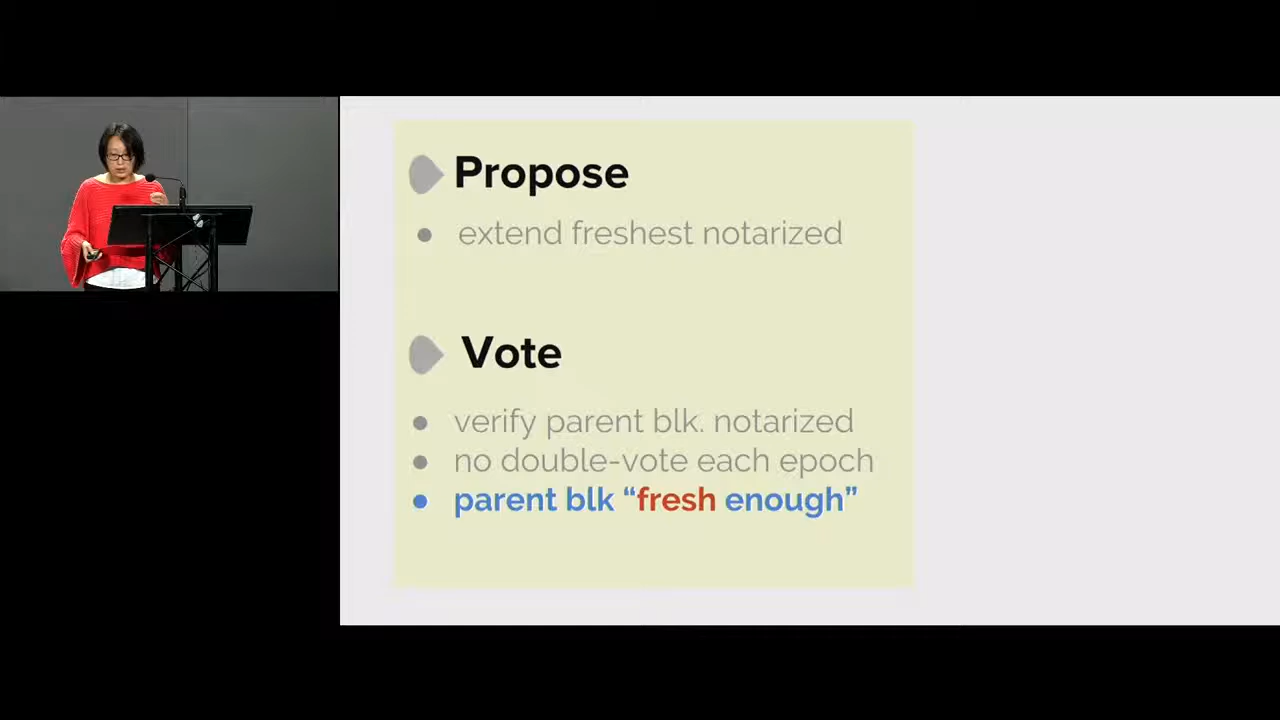 Propose
extend freshest notarized
Vote
verify parent blk. notarized
no double-vote each epoch
parent blk “fresh enough”